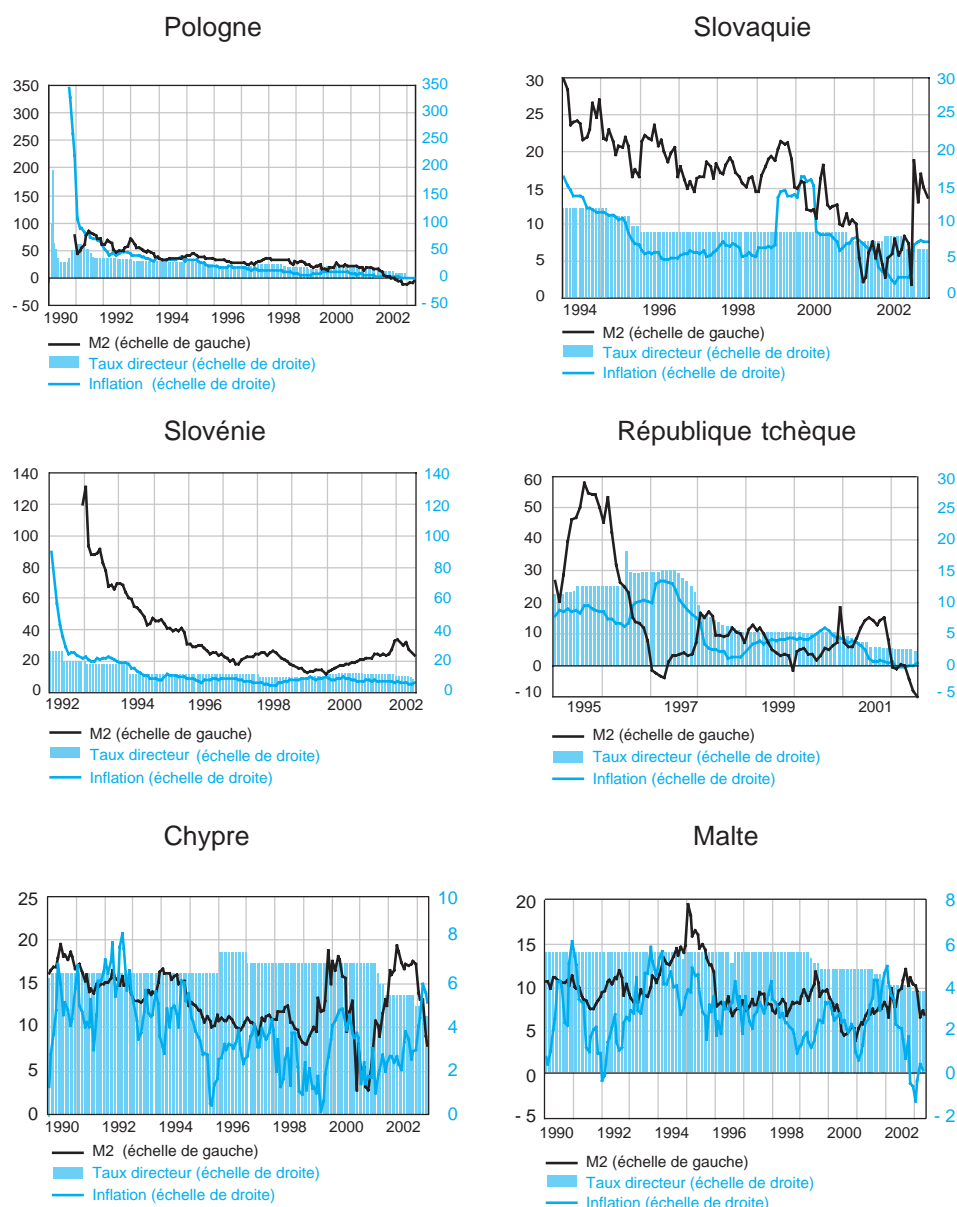 Pologne
350
300
250
200
150
100
50
0
- 50
350
300
250
200
150
100
50
0
- 50
1990 1992 1994 1996 1998 2000 2002
M2 (échelle de gauche)
Taux directeur (échelle de droite)
Inflation (échelle de droite)
Slovaquie
30
25
20
15
10
5
0
30
25
20
15
10
5
0
1994 1996 1998 2000 2002
M2 (échelle de gauche)
Taux directeur (échelle de droite)
Inflation (échelle de droite)
Slovénie
140
120
100
80
60
40
20
0
140
120
100
80
60
40
20
0
1992 1994 1996 1998 2000 2002
M2 (échelle de gauche)
Taux directeur (échelle de droite)
Inflation (échelle de droite)
République tchèque
60
50
40
30
20
10
0
- 10
30
25
20
15
10
5
0
- 5
1995 1997 1999 2001
M2 (échelle de gauche)
Taux directeur (échelle de droite)
Inflation (échelle de droite)
Chypre
25
20
15
10
5
0
10
8
6
4
2
0
1990 1992 1994 1996 1998 2000 2002
M2 (échelle de gauche)
Taux directeur (échelle de droite)
Inflation (échelle de droite)
Malte
20
15
10
5
0
- 5
8
6
4
2
0
- 2
1990 1992 1994 1996 1998 2000 2002
M2 (échelle de gauche)
Taux directeur (échelle de droite)
Inflation (échelle de droite)